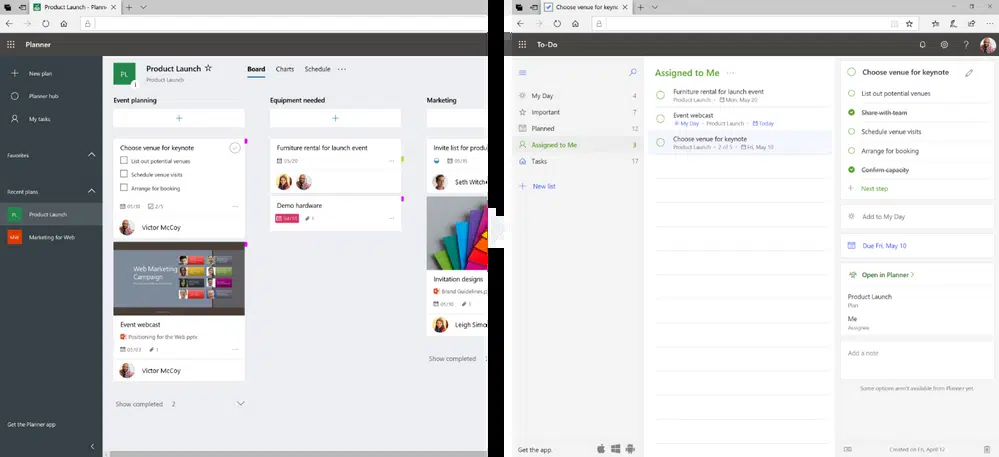 Product Launch - Planne
Planner
New plan
Planner hub
My tasks
Favorites
Recent plans
PL
Product Launch
MW
Marketing for Web
Get the Planner app
PL
Product Launch
Product Launch
Board
Charts
Schedule
Event planning
Choose venue for keynote
List out potential venues
Schedule venue visits
Arrange for booking
05/10
2/5
Victor McCoy
Web Marketing
Campaign
Event webcast
Positioning for the Web.pptx
05/03
1
Victor McCoy
Show completed 2
Equipment needed
Furniture rental for launch event
05/20
Demo hardware
1
Marketing
Invite list for produ
05/10
Seth Witche
Invitation designs
Brand Guidelines.p
05/10
1
Leigh Simo
Show completed
Choose venue for keynot
To-Do
My Day 4
Important 7
Planned 12
Assigned to Me 3
Tasks 17
New list
Get the app
Assigned to Me
Furniture rental for launch event
Product Launch • Mon, May 20
Event webcast
My Day • Product Launch • Today
Choose venue for keynote
Product Launch • 2 of 5 • Fri, May 10
Choose venue for keynote
List out potential venues
Share with team
Schedule venue visits
Arrange for booking
Confirm capacity
Next step
Add to My Day
Due Fri, May 10
Open in Planner
Product Launch
Plan
Me
Assignee
Add a note
Some options aren't available from Planner yet.
Created on Fri, April 12